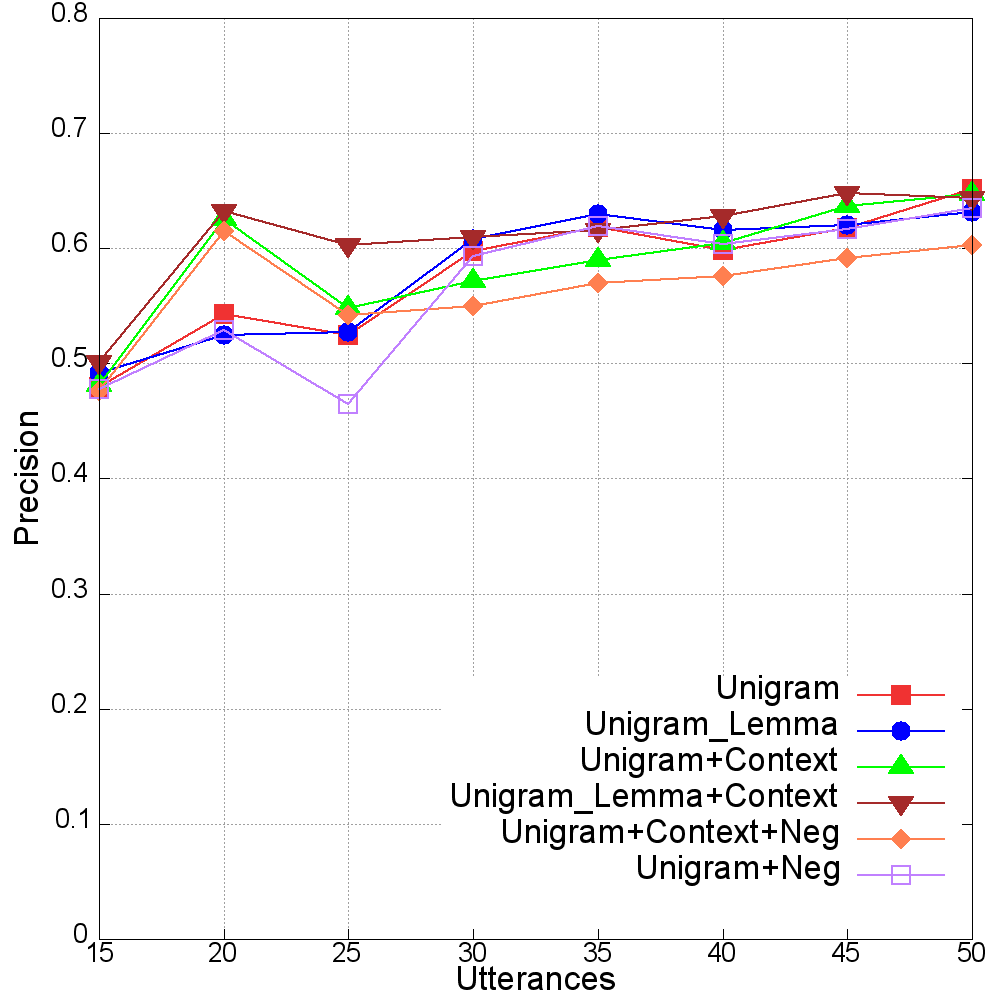 0.8
0.7
0.6
0.5
0.4
0.3
0.2
0.1
0
Precision
15 20 25 30 35 40 45 50
Utterances
Unigram
Unigram_Lemma
Unigram+Context
Unigram_Lemma+Context
Unigram+Context+Neg
Unigram+Neg